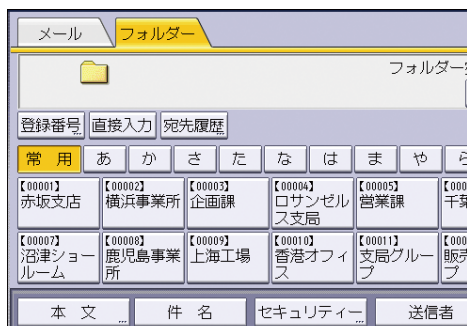 メール フォルダー
フォルダー
登録番号 直接入力 宛先履歴
常用 あ か さ た な は ま や ら
【00001】 【00002】 【00003】 【00004】 【00005】
赤坂支店 横浜事業所 企画課 ロサンゼル 営業課 千葉
ス支局
【00007】 【00008】 【00009】 【00010】 【00011】
沼津ショー 鹿児島事業 上海工場 香港オフィ 支局グルー 販売
ルーム 所 ス プ プ
本文 件名 セキュリティー 送信者